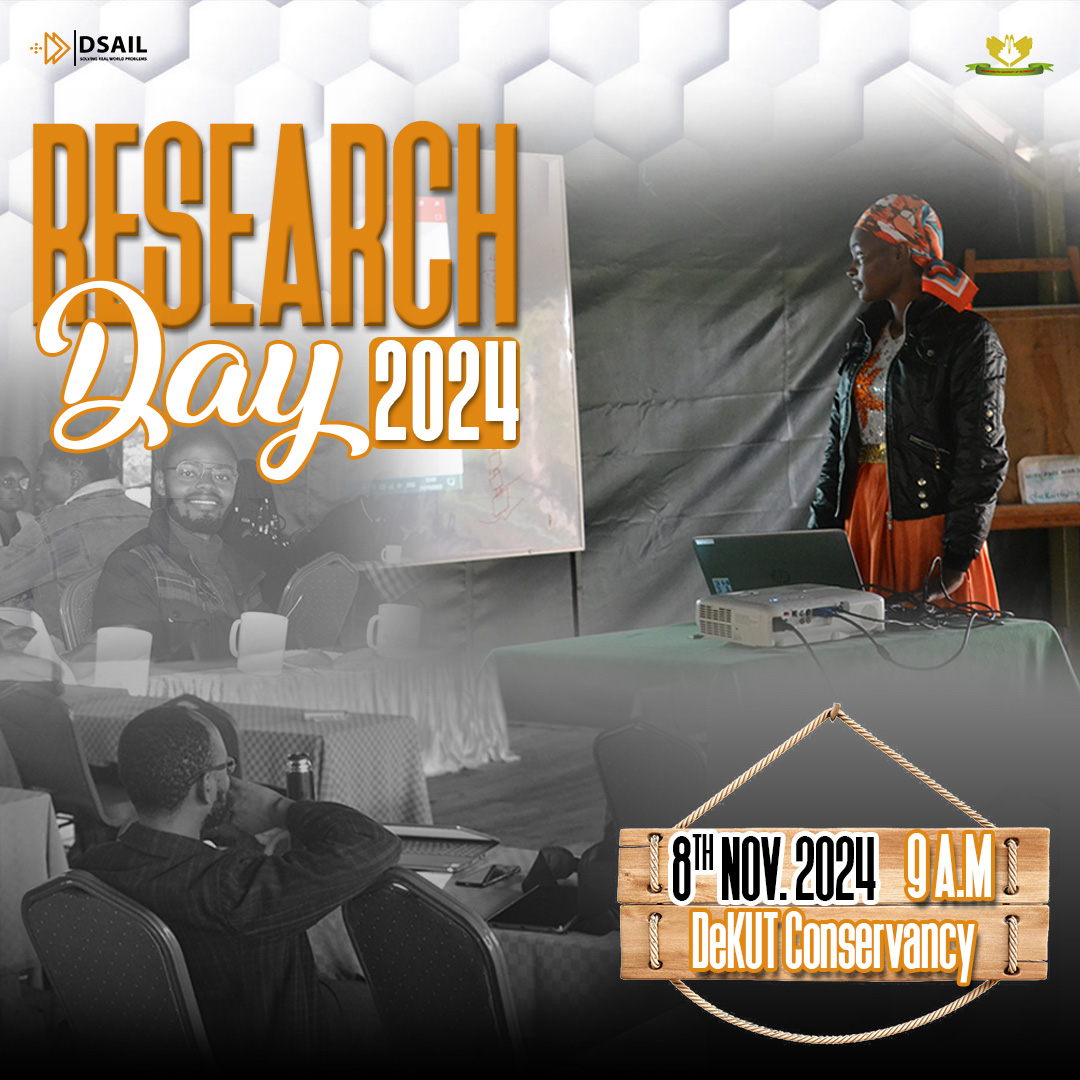 DSAIL
SOLVING REAL WORLD PROBLEMS
RESEARCH
Day 2024
8TH NOV. 2024 9 A.M
DeKUT Conservancy